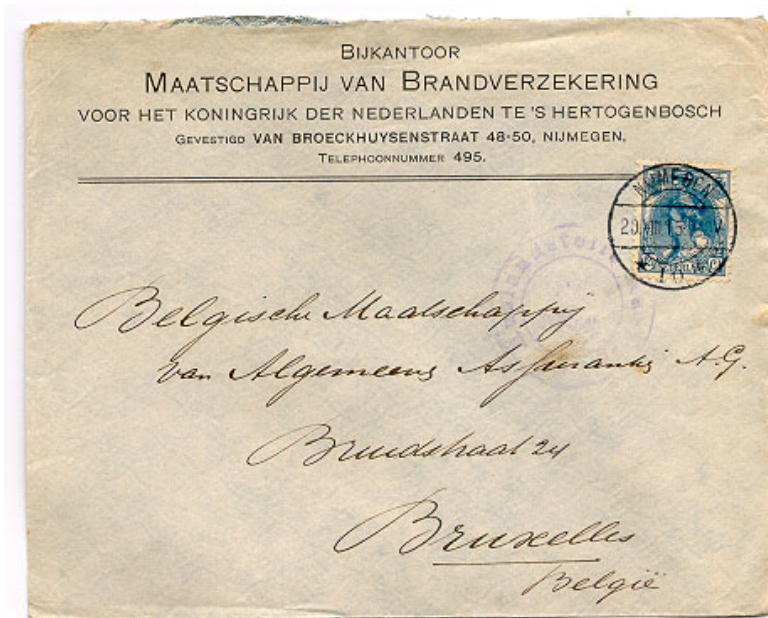 BIJKANTOOR
MAATSCHAPPIJ VAN BRANDVERZEKERING
VOOR HET KONINGRIJK DER NEDERLANDEN TE 'S HERTOGENBOSCH
GEVESTIGD VAN BROECKHUYSENSTRAAT 48-50, NIJMEGEN.
TELEPHOONNUMMER 495.
NIJMEGEN
Belgische Maatschappij
van Algemeene Assurantie A.G.
24
Bruxelles
België